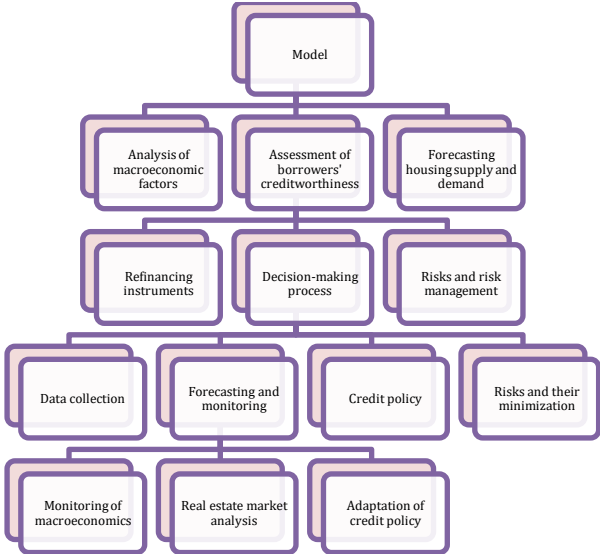 Model
Analysis of
macroeconomic
factors
Assessment of
borrowers'
creditworthiness
Forecasting
housing supply and
demand
Refinancing
instruments
Decision-making
process
Risks and risk
management
Data collection
Forecasting and
monitoring
Credit policy
Risks and their
minimization
Monitoring of
macroeconomics
Real estate market
analysis
Adaptation of
credit policy